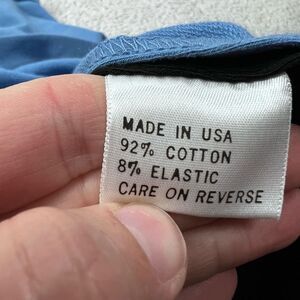 MADE IN USA
92% COTTON
8% ELASTIC
CARE ON REVERSE